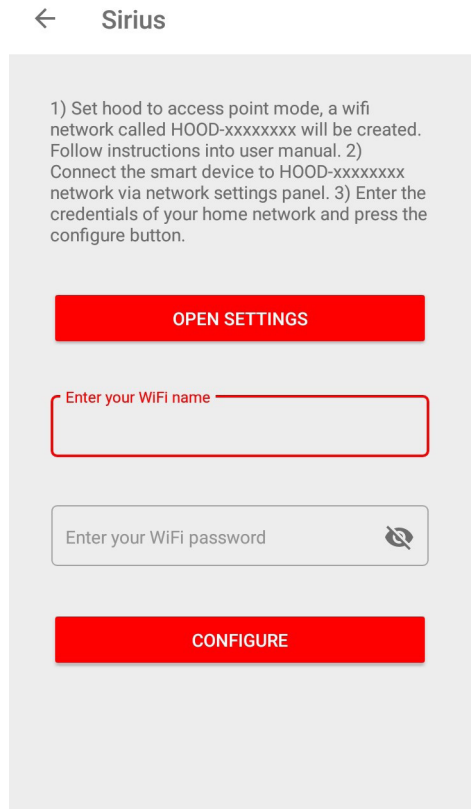 Sirius
1) Set hood to access point mode, a wifi
network called HOOD-xxxxxxxx will be created.
Follow instructions into user manual. 2)
Connect the smart device to HOOD-xxxxxxxx
network via network settings panel. 3) Enter the
credentials of your home network and press the
configure button.
OPEN SETTINGS
Enter your WiFi name
Enter your WiFi password
CONFIGURE